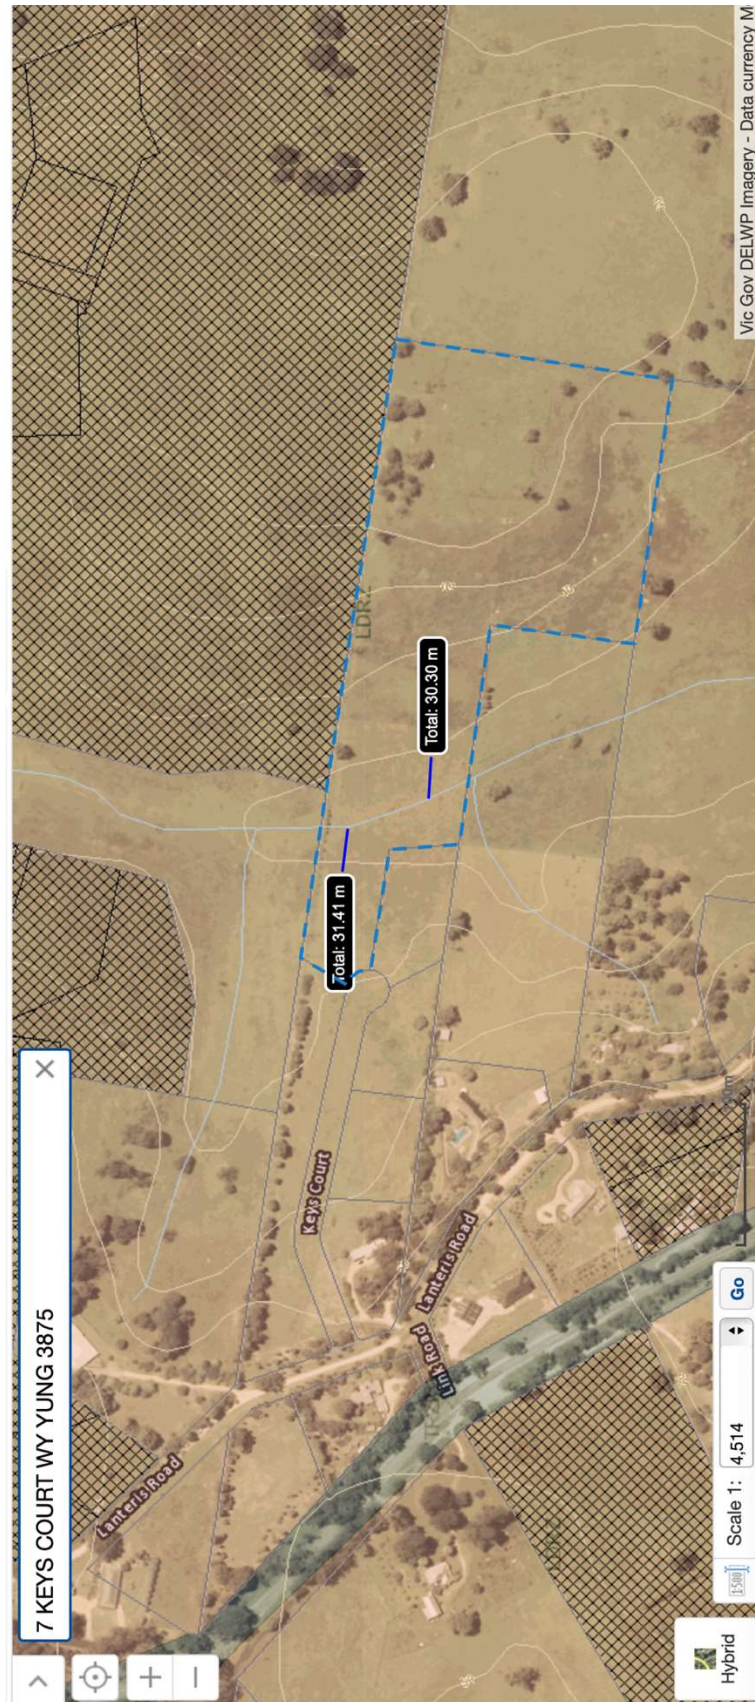 7 KEYS COURT WY YUNG 3875
Lanteris Road
Keys Court
Link Road
Lanteris Road
Total: 31.41 m
Total: 30.30 m
Scale 1: 4,514
Go
Hybrid
Vic Gov DELWP Imagery - Data currency M